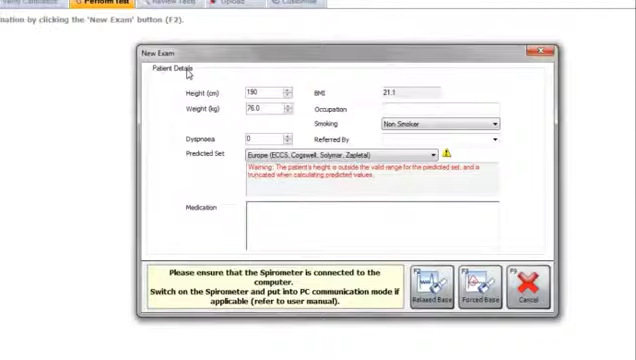 Verify Calibration Perform Test Review Tests Upload Customise
nation by clicking the 'New Exam' button (F2).
New Exam
Patient Details
Height (cm) 190 BMI 21.1
Weight (kg) 76.0 Occupation
Smoking Non Smoker
Dyspnoea 0 Referred By
Predicted Set Europe (ECCS, Cogswell, Solymar, Zapletal)
Warning: The patient's height is outside the valid range for the predicted set, and is
truncated when calculating predicted values.
Medication
Please ensure that the Spirometer is connected to the
computer.
Switch on the Spirometer and put into PC communication mode if
applicable (refer to user manual).
F2 Relaxed Base
F3 Forced Base
Cancel